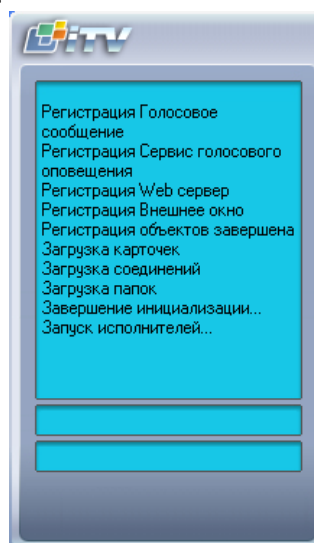 iTV
Регистрация Голосовое
сообщение
Регистрация Сервис голосового
оповещения
Регистрация Web сервер
Регистрация Внешнее окно
Регистрация объектов завершена
Загрузка карточек
Загрузка соединений
Загрузка папок
Завершение инициализации...
Запуск исполнителей...